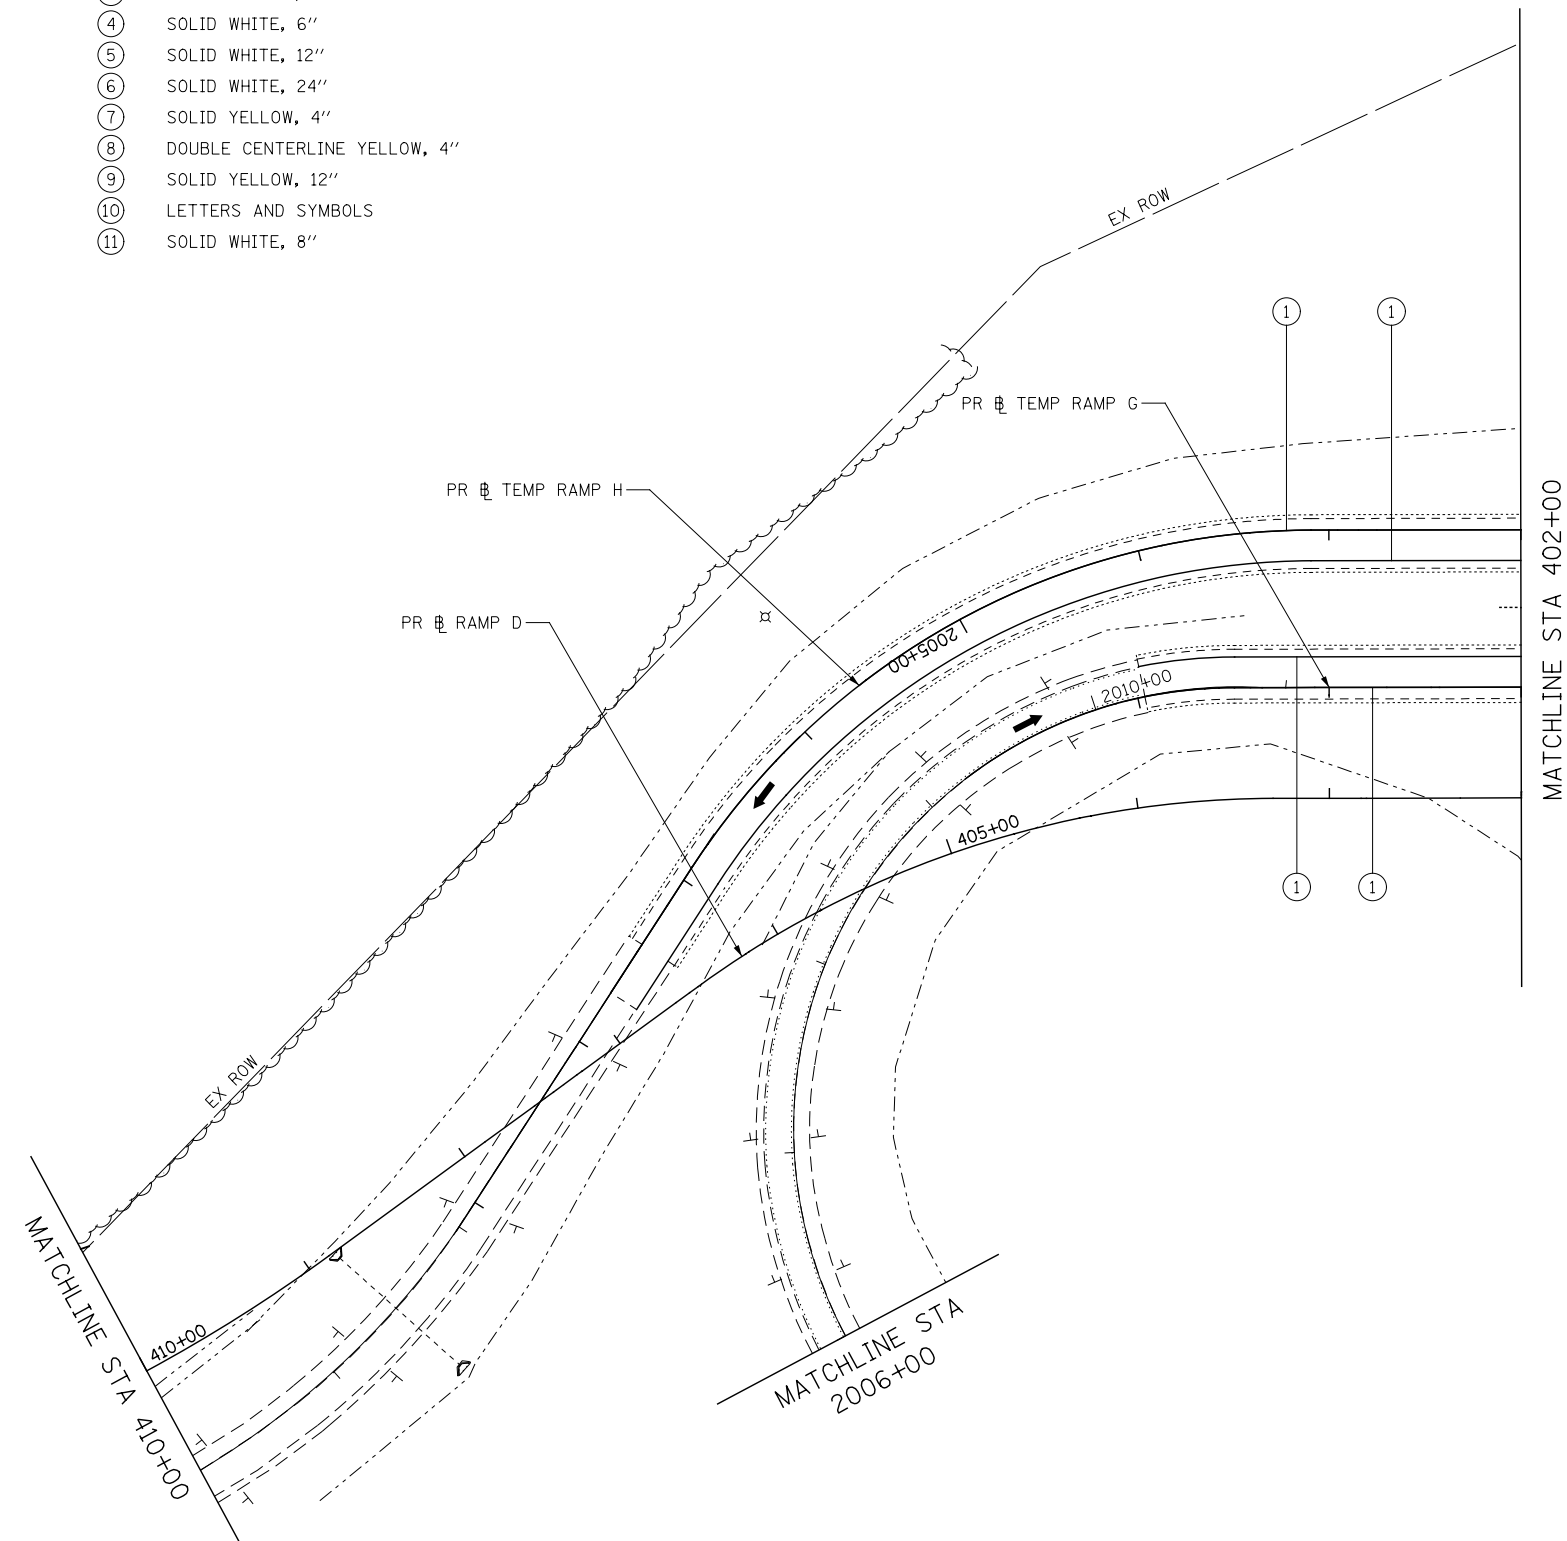 4 SOLID WHITE, 6"
5 SOLID WHITE, 12"
6 SOLID WHITE, 24"
7 SOLID YELLOW, 4"
8 DOUBLE CENTERLINE YELLOW, 4"
9 SOLID YELLOW, 12"
10 LETTERS AND SYMBOLS
11 SOLID WHITE, 8"
EX ROW
1 1
PR ⅊ TEMP RAMP G
PR ⅊ TEMP RAMP H
MATCHLINE STA 402+00
PR ⅊ RAMP D
2005+00
2010+00
405+00
1 1
EX ROW
410+00
MATCHLINE STA 410+00
MATCHLINE STA
2006+00